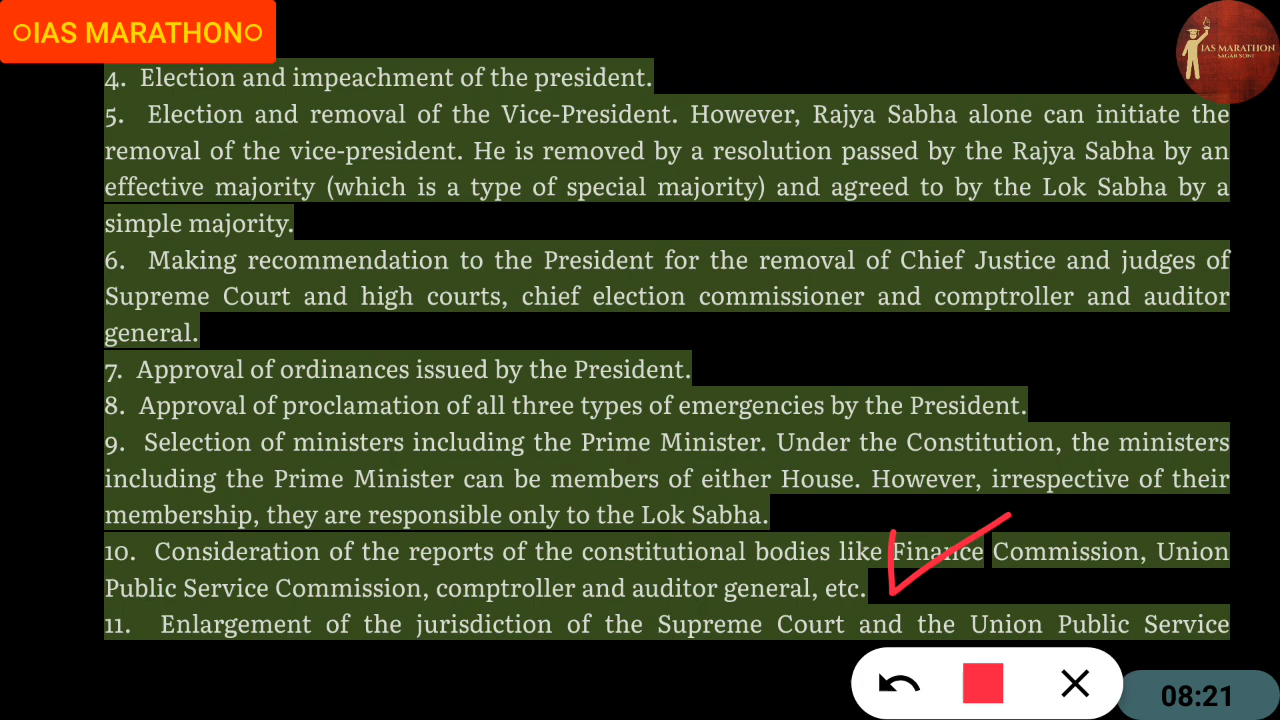 ○IAS MARATHON○
IAS MARATHON
SAGAR SONI
4. Election and impeachment of the president.
5. Election and removal of the Vice-President. However, Rajya Sabha alone can initiate the
removal of the vice-president. He is removed by a resolution passed by the Rajya Sabha by an
effective majority (which is a type of special majority) and agreed to by the Lok Sabha by a
simple majority.
6. Making recommendation to the President for the removal of Chief Justice and judges of
Supreme Court and high courts, chief election commissioner and comptroller and auditor
general.
7. Approval of ordinances issued by the President.
8. Approval of proclamation of all three types of emergencies by the President.
9. Selection of ministers including the Prime Minister. Under the Constitution, the ministers
including the Prime Minister can be members of either House. However, irrespective of their
membership, they are responsible only to the Lok Sabha.
10. Consideration of the reports of the constitutional bodies like Finance Commission, Union
Public Service Commission, comptroller and auditor general, etc.
11. Enlargement of the jurisdiction of the Supreme Court and the Union Public Service
08:21